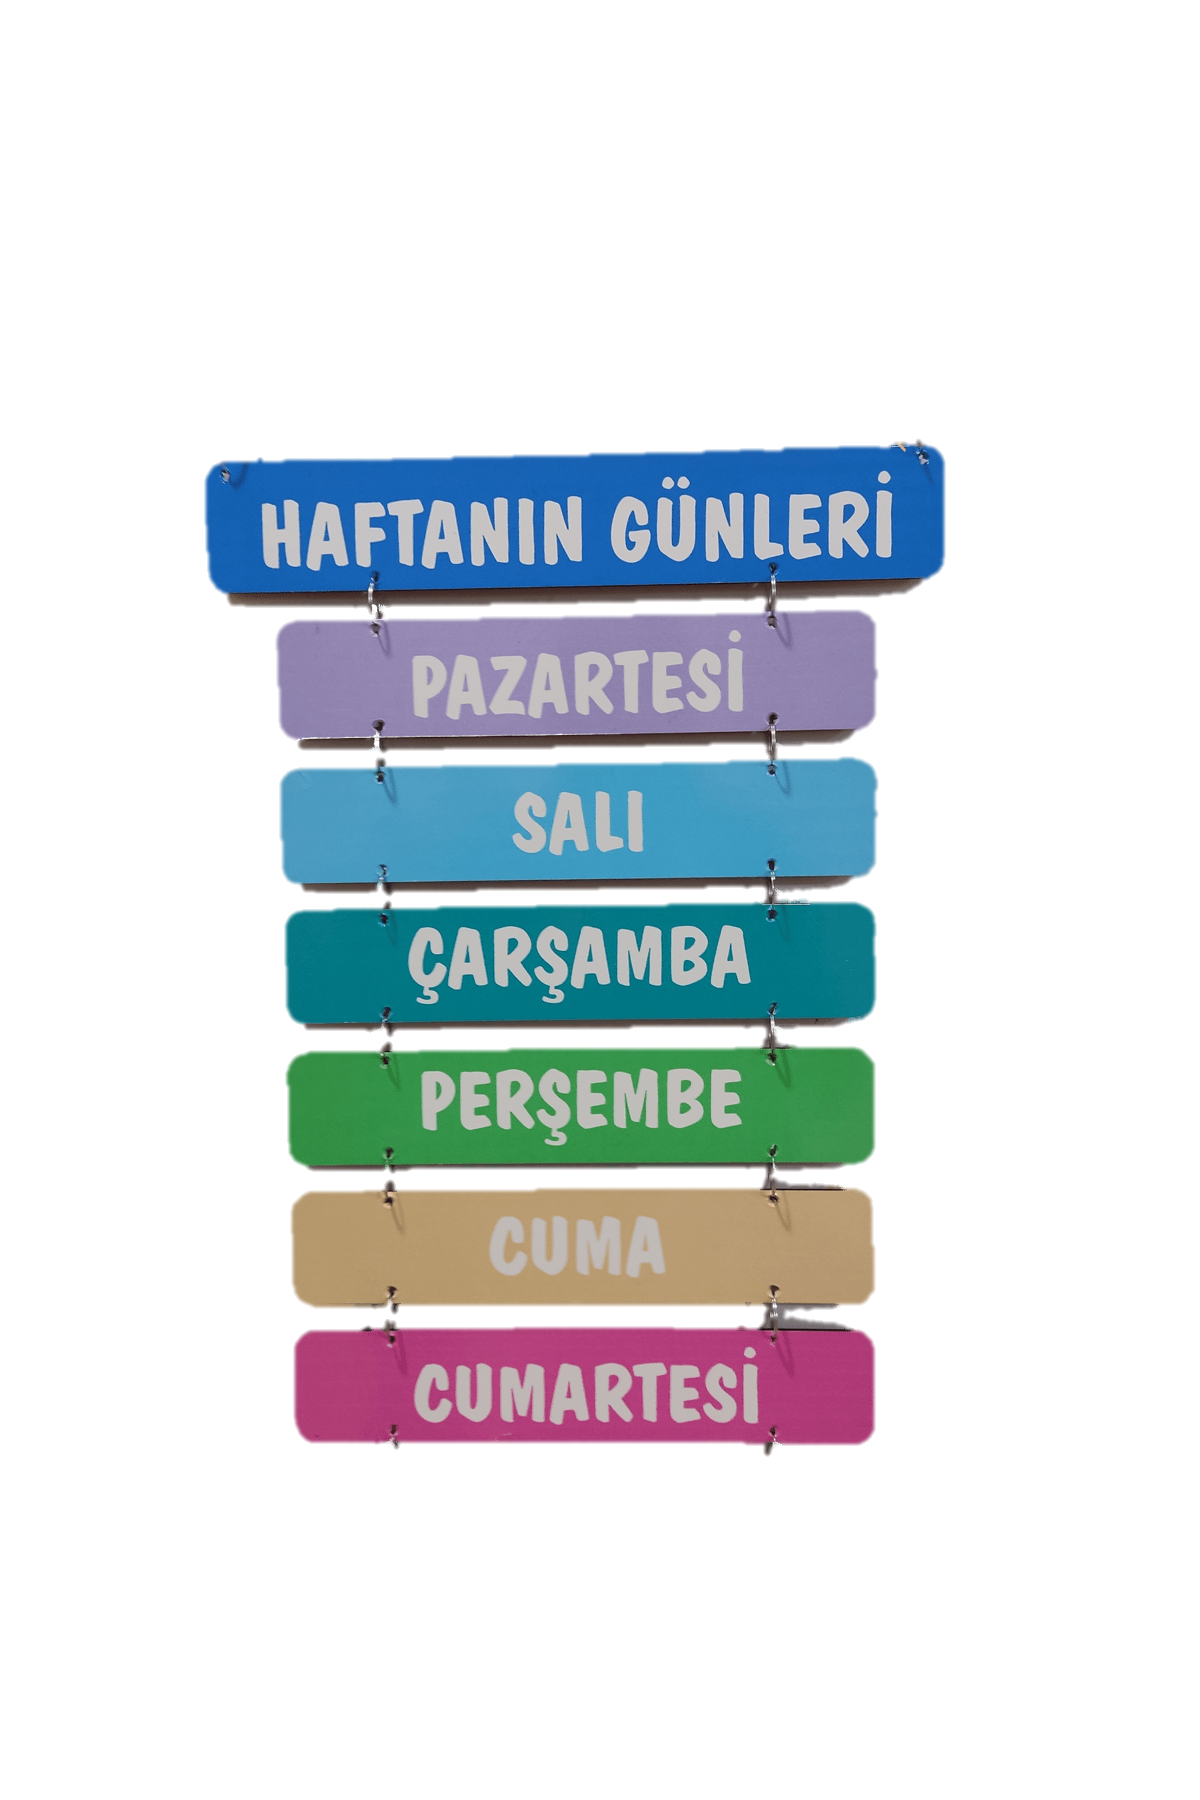 HAFTANIN GÜNLERİ
PAZARTESİ
SALI
ÇARŞAMBA
PERŞEMBE
CUMA
CUMARTESİ